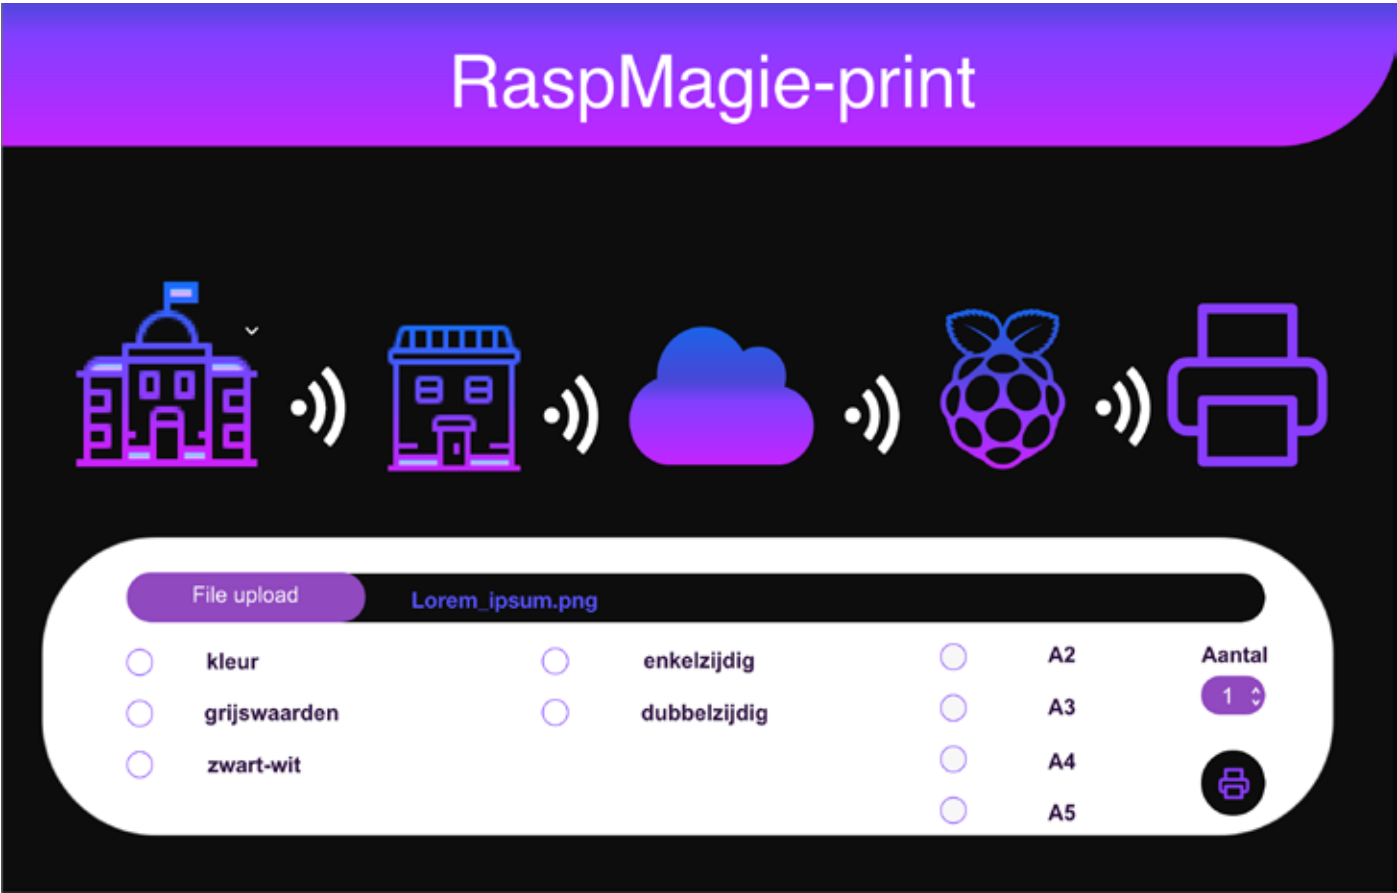 RaspMagie-print
File upload
Lorem_ipsum.png
kleur
grijswaarden
zwart-wit
enkelzijdig
dubbelzijdig
A2
A3
A4
A5
Aantal
1